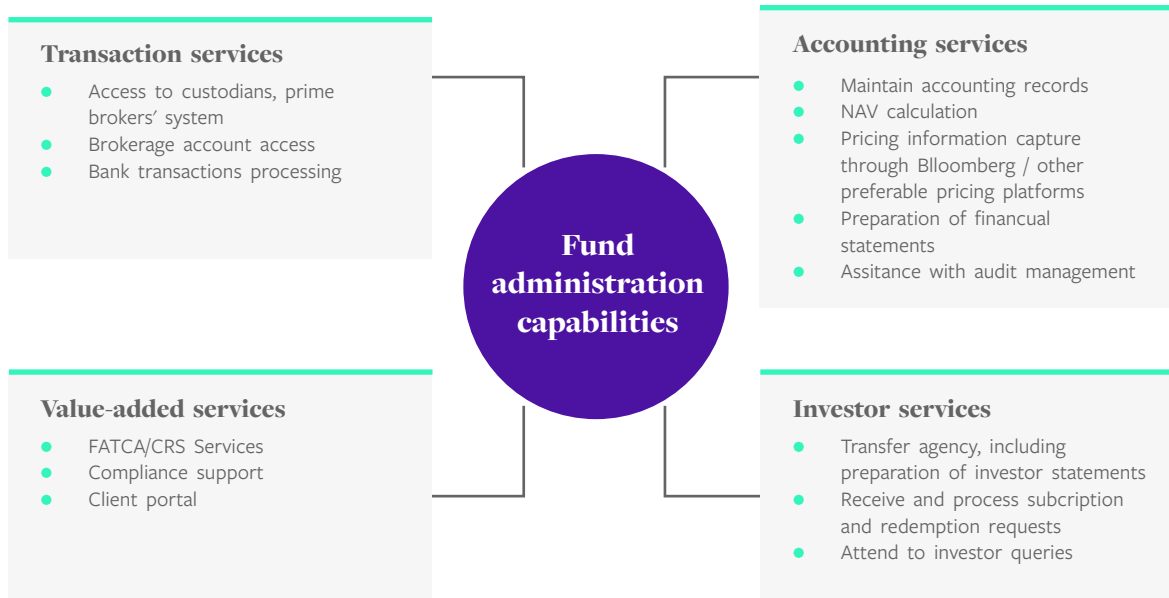 Transaction services
Access to custodians, prime
brokers' system
Brokerage account access
Bank transactions processing
Accounting services
Maintain accounting records
NAV calculation
Pricing information capture
through Blloomberg / other
preferable pricing platforms
Preparation of financual
statements
Assitance with audit management
Fund
administration
capabilities
Value-added services
FATCA/CRS Services
Compliance support
Client portal
Investor services
Transfer agency, including
preparation of investor statements
Receive and process subcription
and redemption requests
Attend to investor queries